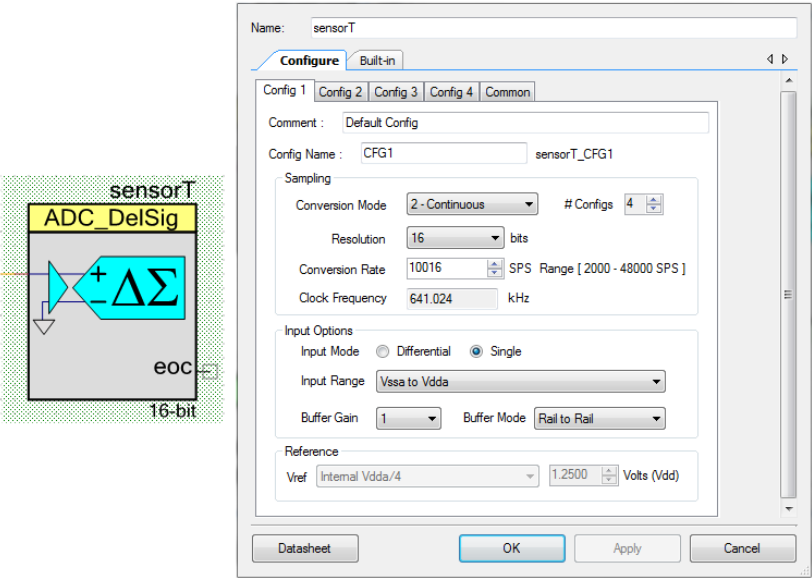 sensorT
ADC_DelSig
+
-
ΔΣ
eoc
16-bit
Name: sensorT
Configure Built-in
Config 1 Config 2 Config 3 Config 4 Common
Comment : Default Config
Config Name : CFG1 sensorT_CFG1
Sampling
Conversion Mode 2 - Continuous # Configs 4
Resolution 16 bits
Conversion Rate 10016 SPS Range [ 2000 - 48000 SPS ]
Clock Frequency 641.024 kHz
Input Options
Input Mode Differential Single
Input Range Vssa to Vdda
Buffer Gain 1 Buffer Mode Rail to Rail
Reference
Vref Internal Vdda/4 1.2500 Volts (Vdd)
Datasheet OK Apply Cancel